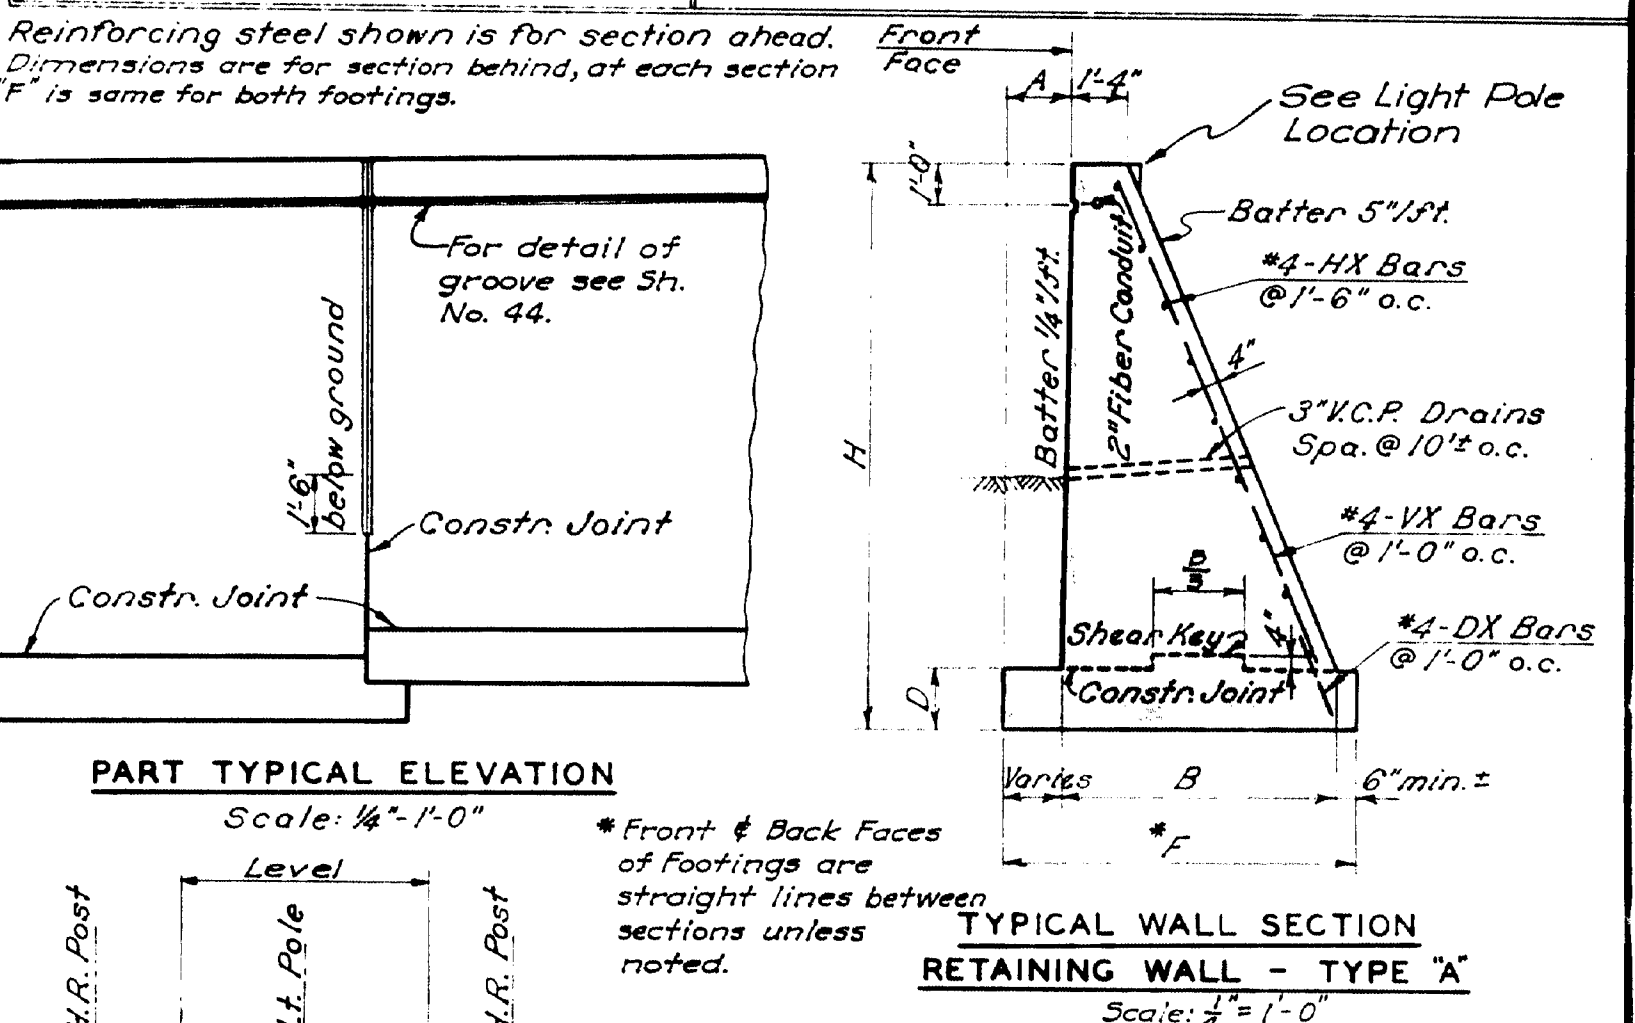 Reinforcing steel shown is for section ahead.
Dimensions are for section behind, at each section
"F" is same for both footings.
For detail of
groove see Sh.
No. 44.
1'-6"
below ground
Constr. Joint
Constr. Joint
PART TYPICAL ELEVATION
Scale: ¼"-1'-0"
Level
H.R. Post
Lt. Pole
H.R. Post
* Front & Back Faces
of Footings are
straight lines between
sections unless
noted.
Front
Face
A
1'-4"
See Light Pole
Location
1'-0"
Batter 5"/ft.
#4-HX Bars
@ 1'-6" o.c.
Batter ¼"/ft.
2" Fiber Conduit
4"
H
3" V.C.P. Drains
Spa. @ 10'± o.c.
#4-VX Bars
@ 1'-0" o.c.
B/3
Shear Key
4"
#4-DX Bars
@ 1'-0" o.c.
D
Constr. Joint
Varies
B
6" min. ±
*F
TYPICAL WALL SECTION
RETAINING WALL - TYPE "A"
Scale: ¼" = 1'-0"